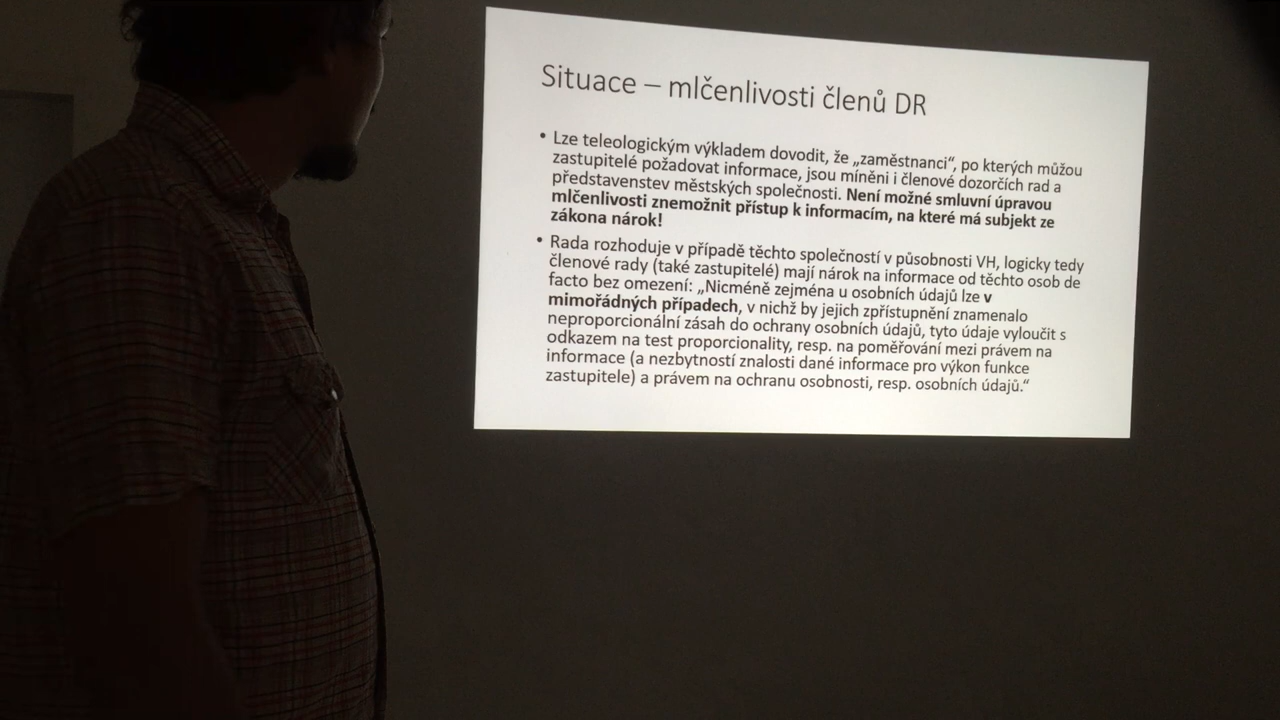 Situace – mlčenlivosti členů DR
• Lze teleologickým výkladem dovodit, že „zaměstnanci“, po kterých můžou
zastupitelé požadovat informace, jsou míněni i členové dozorčích rad a
představenstev městských společností. Není možné smluvní úpravou
mlčenlivosti znemožnit přístup k informacím, na které má subjekt ze
zákona nárok!
• Rada rozhoduje v případě těchto společností v působnosti VH, logicky tedy
členové rady (také zastupitelé) mají nárok na informace od těchto osob de
facto bez omezení: „Nicméně zejména u osobních údajů lze v
mimořádných případech, v nichž by jejich zpřístupnění znamenalo
neproporcionální zásah do ochrany osobních údajů, tyto údaje vyloučit s
odkazem na test proporcionality, resp. na poměřování mezi právem na
informace (a nezbytností znalosti dané informace pro výkon funkce
zastupitele) a právem na ochranu osobnosti, resp. osobních údajů.“